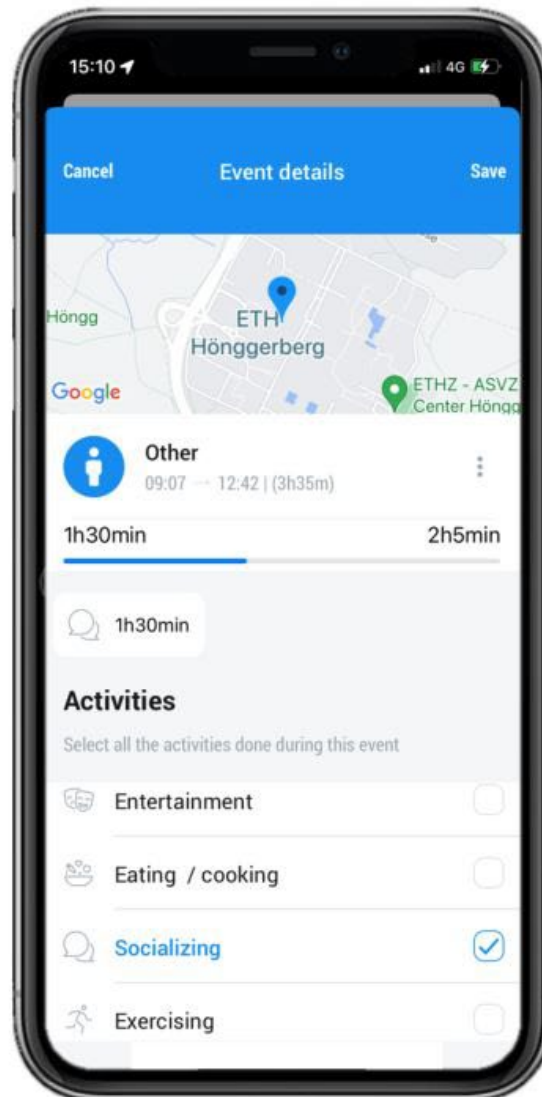 15:10
4G
Cancel Event details Save
Höngg
ETH
Hönggerberg
Google
ETHZ - ASVZ
Center Höngg
Other
09:07 → 12:42 | (3h35m)
1h30min 2h5min
1h30min
Activities
Select all the activities done during this event
Entertainment
Eating / cooking
Socializing
Exercising